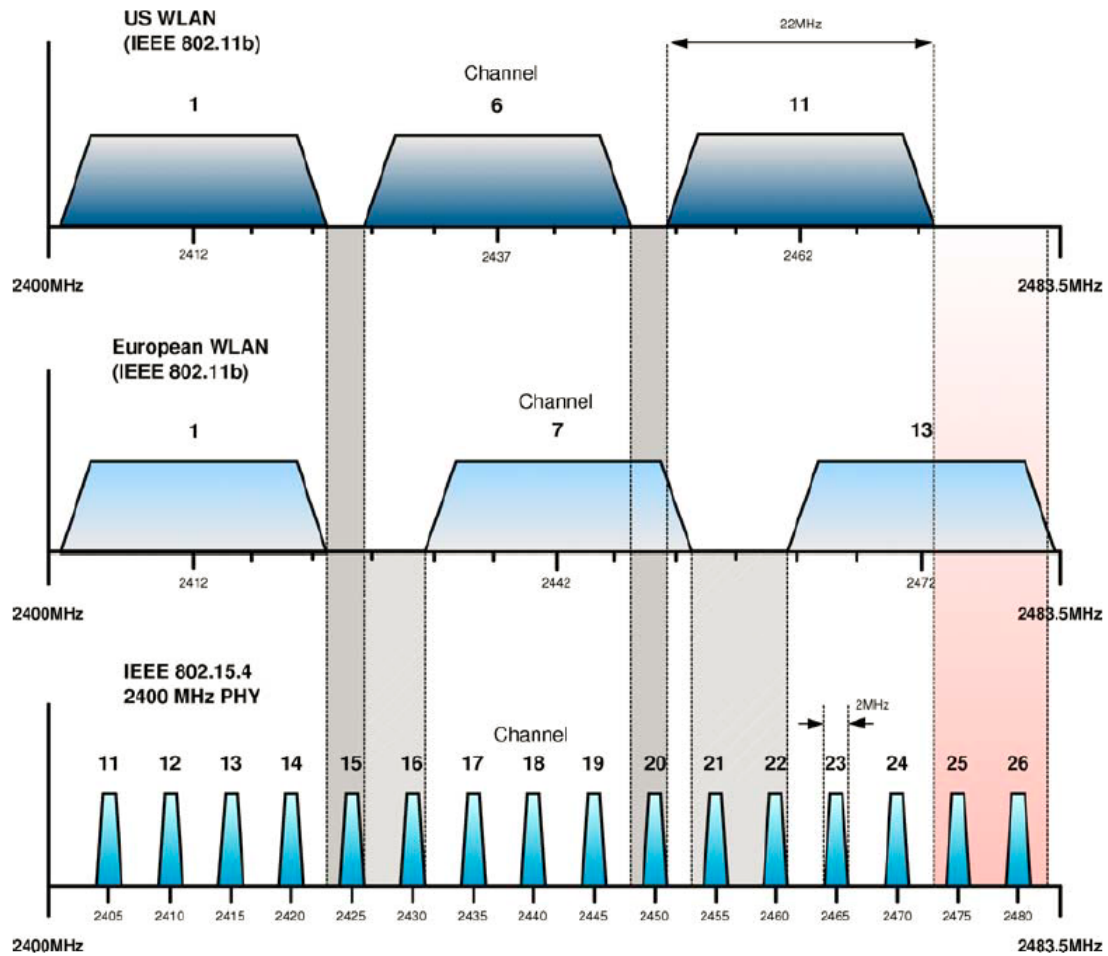 US WLAN
(IEEE 802.11b)
22MHz
Channel
1 6 11
2412 2437 2462
2400MHz 2483.5MHz
European WLAN
(IEEE 802.11b)
Channel
1 7 13
2412 2442 2472
2400MHz 2483.5MHz
IEEE 802.15.4
2400 MHz PHY
2MHz
Channel
11 12 13 14 15 16 17 18 19 20 21 22 23 24 25 26
2405 2410 2415 2420 2425 2430 2435 2440 2445 2450 2455 2460 2465 2470 2475 2480
2400MHz 2483.5MHz